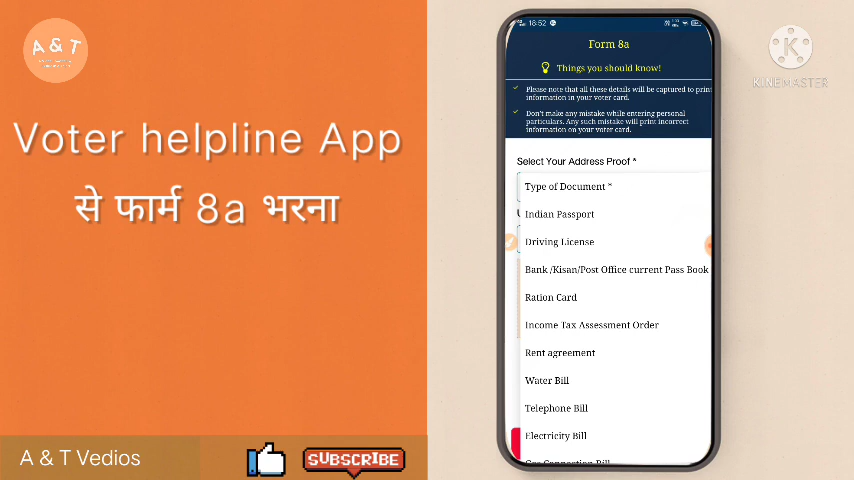 A & T
Voter helpline App
से फार्म 8a भरना
A & T Vedios
SUBSCRIBE
18:52
Form 8a
Things you should know!
Please note that all these details will be captured to print
information in your voter card.
Don't make any mistake while entering personal
particulars. Any such mistake will print incorrect
information on your voter card.
Select Your Address Proof *
Type of Document *
Indian Passport
Driving License
Bank /Kisan/Post Office current Pass Book
Ration Card
Income Tax Assessment Order
Rent agreement
Water Bill
Telephone Bill
Electricity Bill
K
KINEMASTER